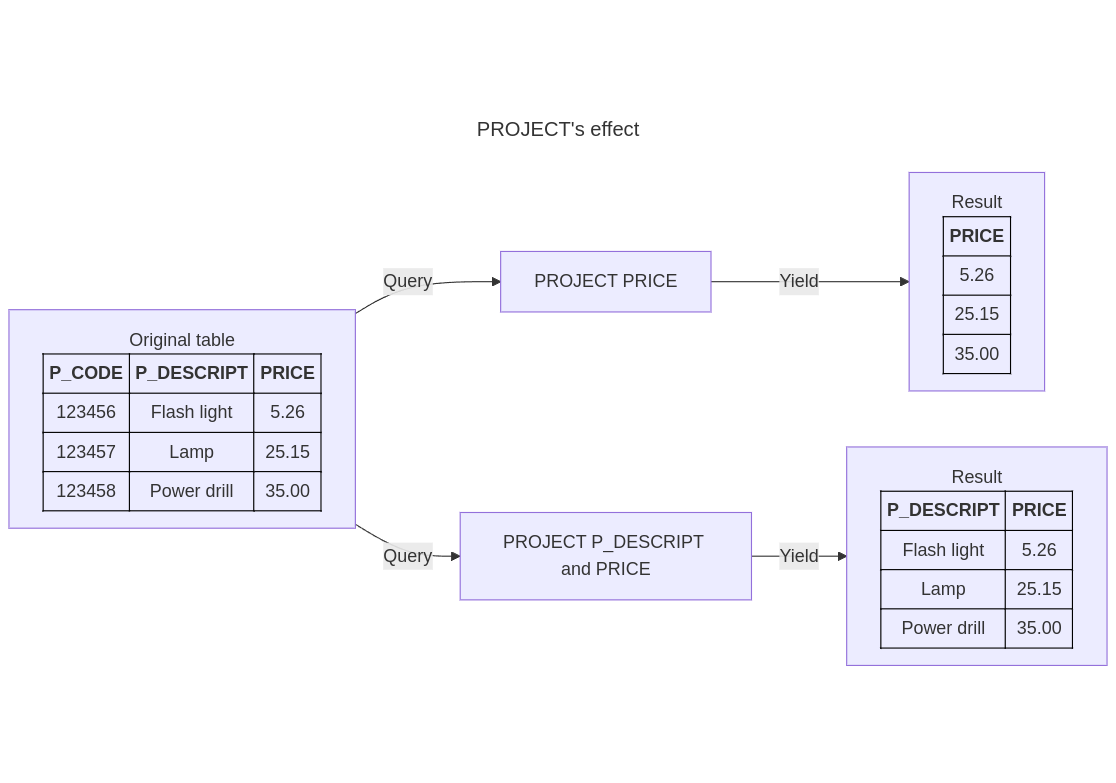 PROJECT's effect
Original table
P_CODE P_DESCRIPT PRICE
123456 Flash light 5.26
123457 Lamp 25.15
123458 Power drill 35.00
Query
PROJECT PRICE
Yield
Result
PRICE
5.26
25.15
35.00
Query
PROJECT P_DESCRIPT
and PRICE
Yield
Result
P_DESCRIPT PRICE
Flash light 5.26
Lamp 25.15
Power drill 35.00